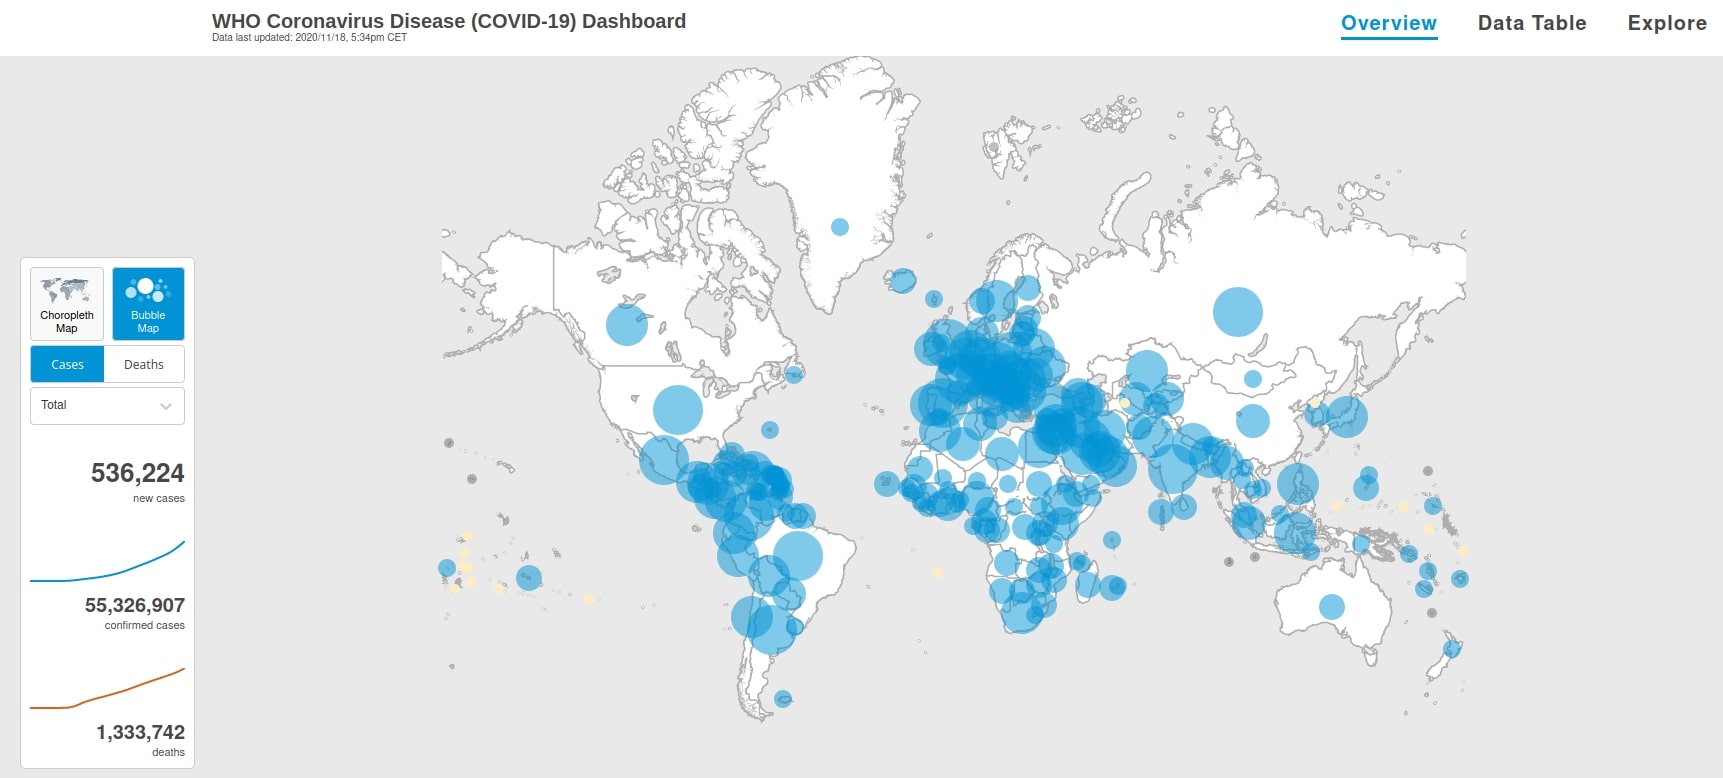 WHO Coronavirus Disease (COVID-19) Dashboard
Data last updated: 2020/11/18, 5:34pm CET
Overview
Data Table
Explore
Choropleth
Map
Bubble
Map
Cases
Deaths
Total
536,224
new cases
55,326,907
confirmed cases
1,333,742
deaths